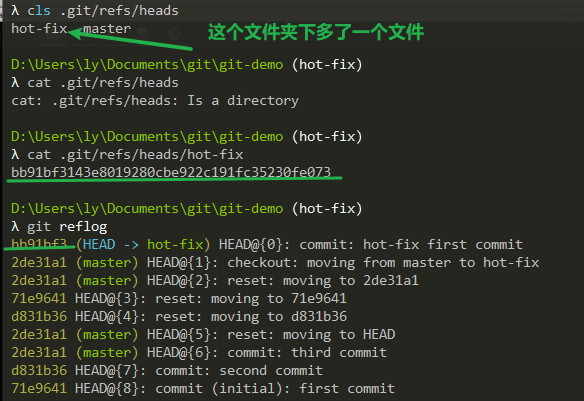 λ cls .git/refs/heads
hot-fix master
这个文件夹下多了一个文件
D:\Users\ly\Documents\git\git-demo (hot-fix)
λ cat .git/refs/heads
cat: .git/refs/heads: Is a directory
D:\Users\ly\Documents\git\git-demo (hot-fix)
λ cat .git/refs/heads/hot-fix
bb91bf3143e8019280cbe922c191fc35230fe073
D:\Users\ly\Documents\git\git-demo (hot-fix)
λ git reflog
bb91bf3 (HEAD -> hot-fix) HEAD@{0}: commit: hot-fix first commit
2de31a1 (master) HEAD@{1}: checkout: moving from master to hot-fix
2de31a1 (master) HEAD@{2}: reset: moving to 2de31a1
71e9641 HEAD@{3}: reset: moving to 71e9641
d831b36 HEAD@{4}: reset: moving to d831b36
2de31a1 (master) HEAD@{5}: reset: moving to HEAD
2de31a1 (master) HEAD@{6}: commit: third commit
d831b36 HEAD@{7}: commit: second commit
71e9641 HEAD@{8}: commit (initial): first commit